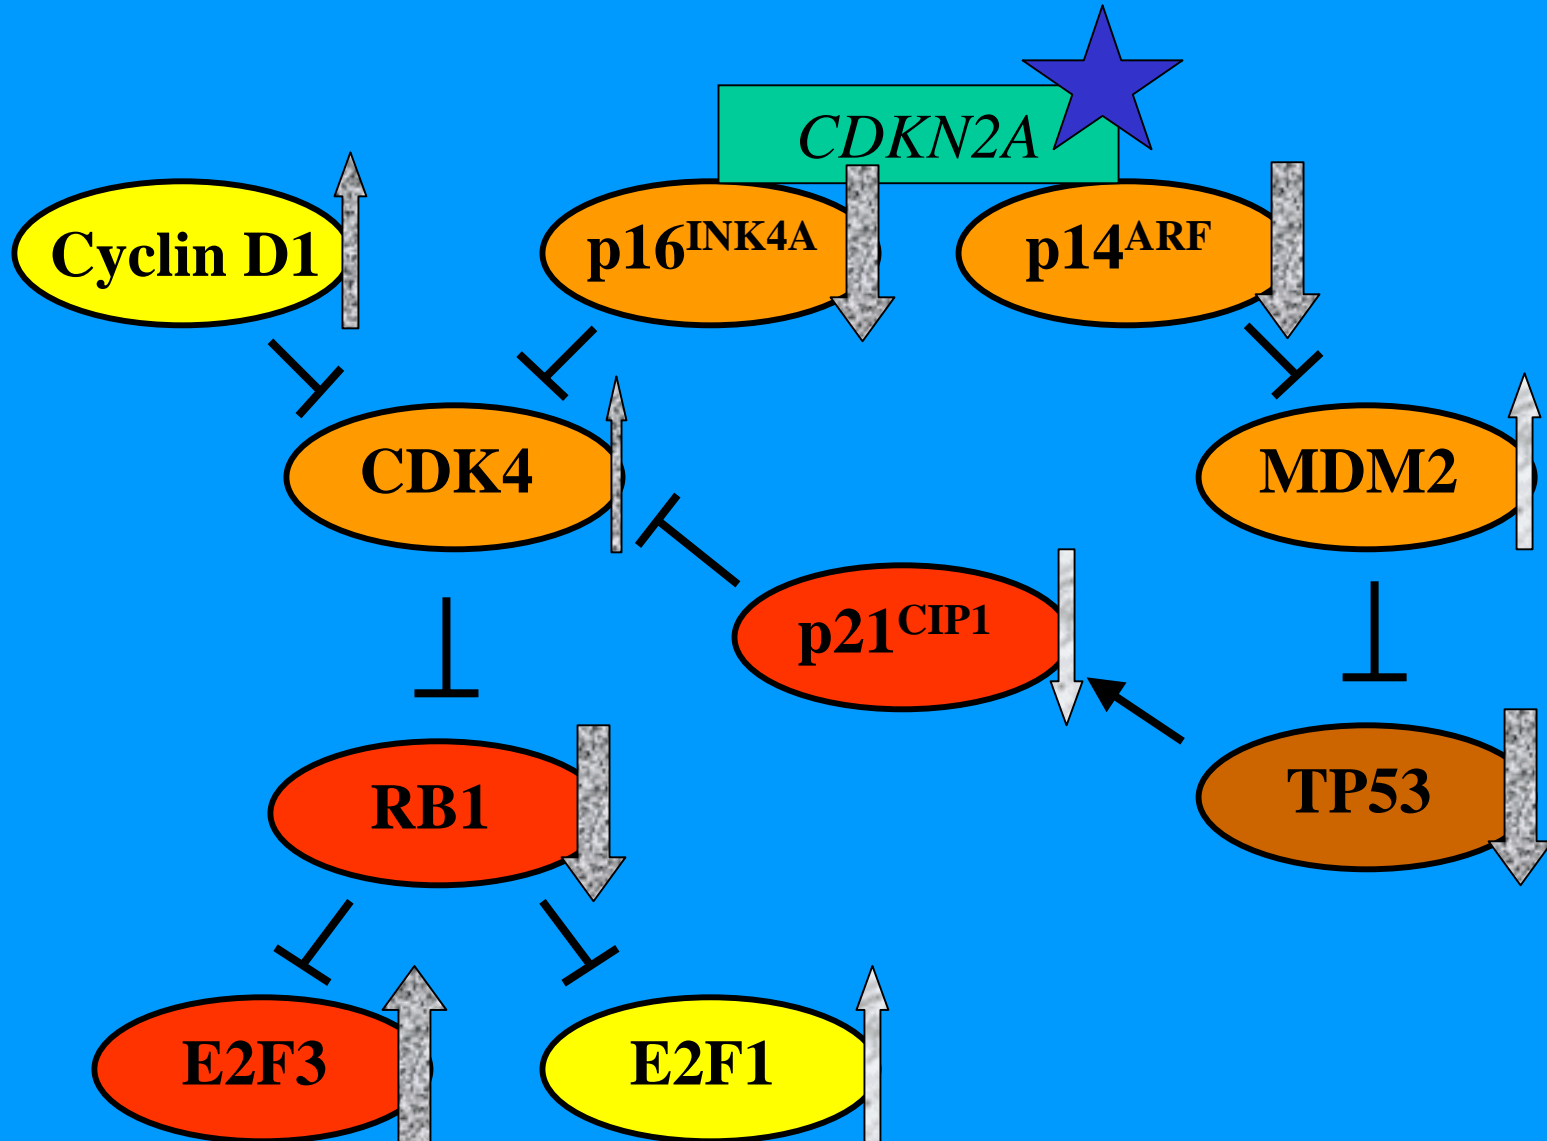 CDKN2A
Cyclin D1
p16INK4A
p14ARF
CDK4
MDM2
p21CIP1
RB1
TP53
E2F3
E2F1